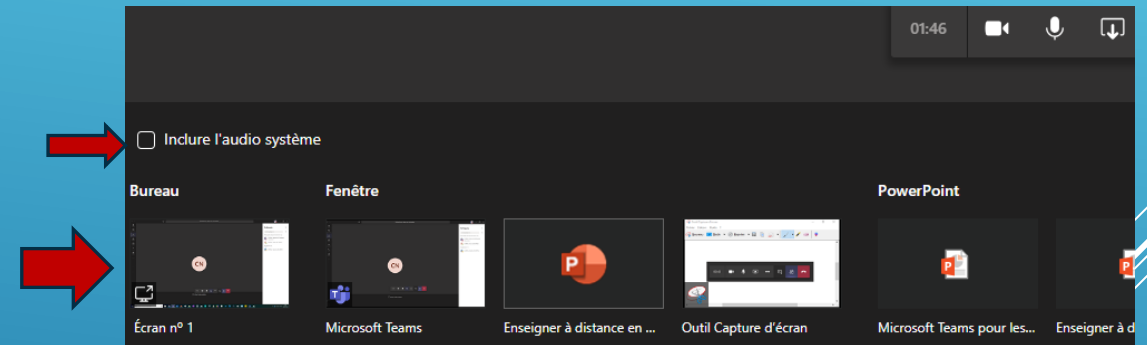 01:46
Inclure l'audio système
Bureau
Fenêtre
PowerPoint
CN
CN
P
P
P
Écran nº 1
Microsoft Teams
Enseigner à distance en ...
Outil Capture d'écran
Microsoft Teams pour les...
Enseigner à d